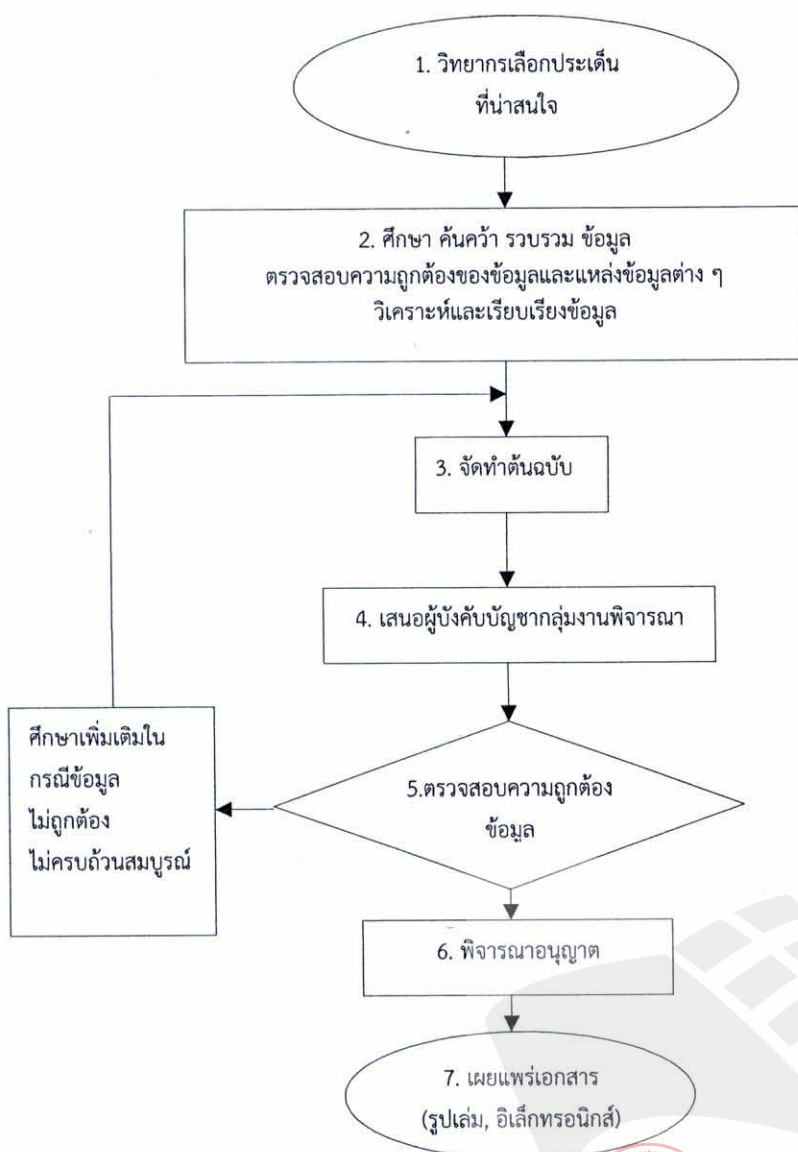 1. วิทยากรเลือกประเด็น
ที่น่าสนใจ
2. ศึกษา ค้นคว้า รวบรวม ข้อมูล
ตรวจสอบความถูกต้องของข้อมูลและแหล่งข้อมูลต่าง ๆ
วิเคราะห์และเรียบเรียงข้อมูล
3. จัดทำต้นฉบับ
4. เสนอผู้บังคับบัญชากลุ่มงานพิจารณา
5.ตรวจสอบความถูกต้อง
ข้อมูล
ศึกษาเพิ่มเติมใน
กรณีข้อมูล
ไม่ถูกต้อง
ไม่ครบถ้วนสมบูรณ์
6. พิจารณาอนุญาต
7. เผยแพร่เอกสาร
(รูปเล่ม, อิเล็กทรอนิกส์)